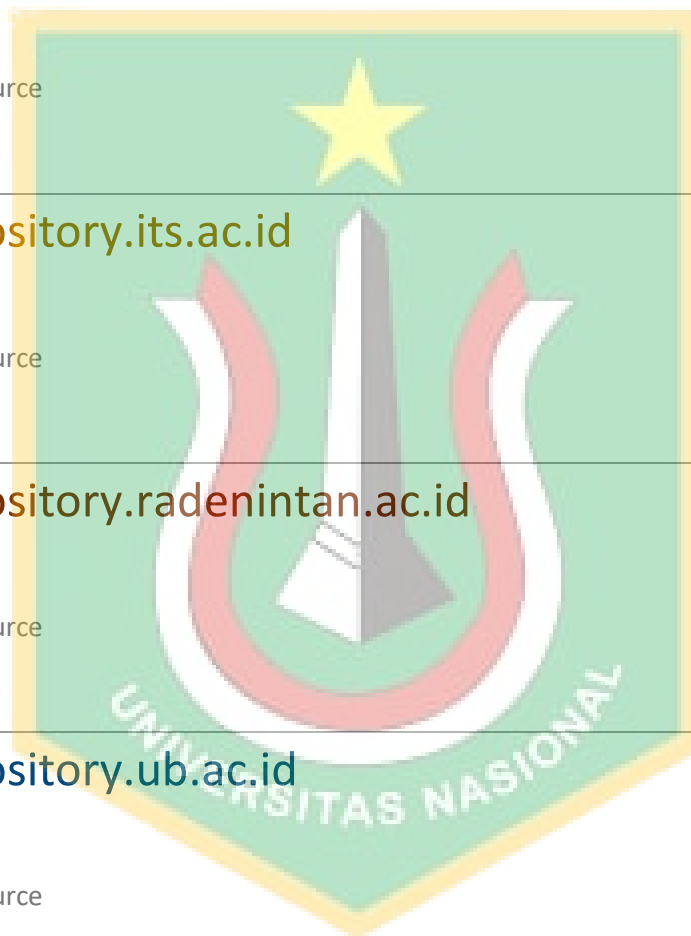 urce
ository.its.ac.id
urce
ository.radenintan.ac.id
urce
ository.ub.ac.id
UNIVERSITAS NASIONAL
urce